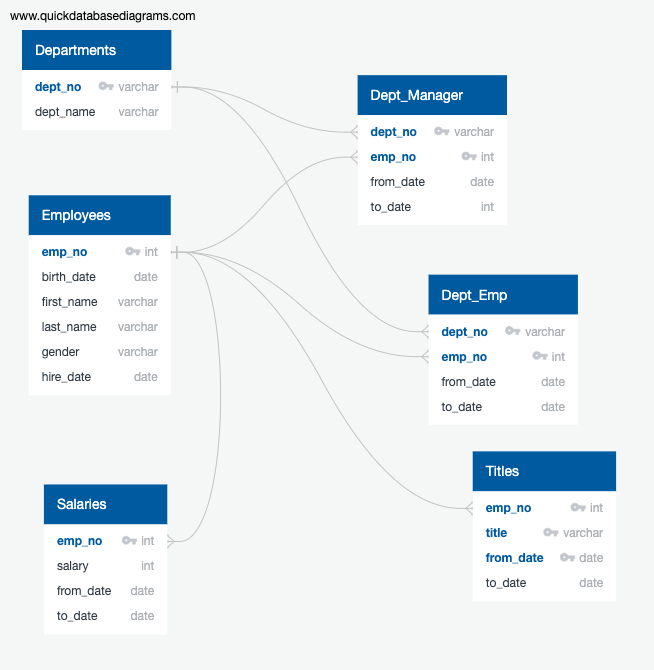 www.quickdatabasediagrams.com
Departments
dept_no varchar
dept_name varchar
Dept_Manager
dept_no varchar
emp_no int
from_date date
to_date int
Employees
emp_no int
birth_date date
first_name varchar
last_name varchar
gender varchar
hire_date date
Dept_Emp
dept_no varchar
emp_no int
from_date date
to_date date
Salaries
emp_no int
salary int
from_date date
to_date date
Titles
emp_no int
title varchar
from_date date
to_date date